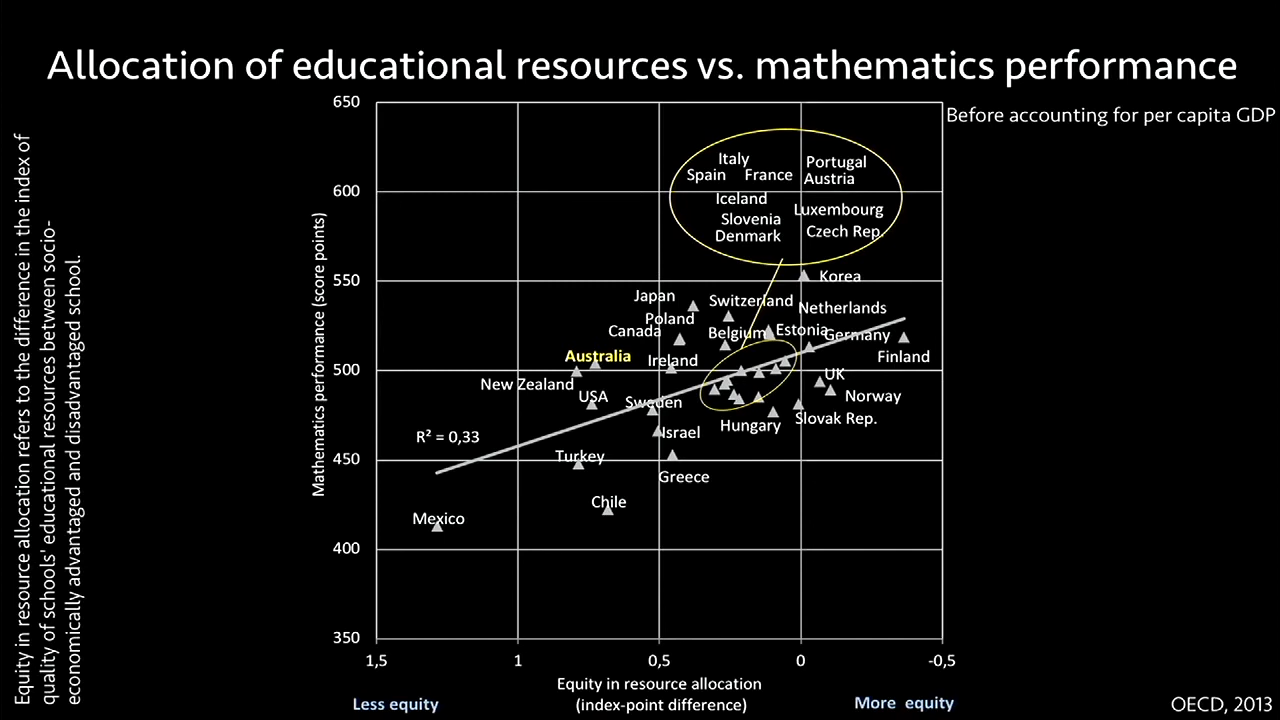 Allocation of educational resources vs. mathematics performance
Before accounting for per capita GDP
Equity in resource allocation refers to the difference in the index of
quality of schools' educational resources between socio-
economically advantaged and disadvantaged school.
Mathematics performance (score points)
650
600
550
500
450
400
350
Italy
Portugal
Spain
France
Austria
Iceland
Luxembourg
Slovenia
Czech Rep.
Denmark
Korea
Japan
Switzerland
Netherlands
Poland
Canada
Belgium
Estonia
Germany
Australia
Ireland
Finland
New Zealand
UK
USA
Sweden
Norway
Slovak Rep.
Hungary
Israel
R² = 0,33
Turkey
Greece
Chile
Mexico
1,5
1
0,5
0
-0,5
Equity in resource allocation
(index-point difference)
Less equity
More equity
OECD, 2013